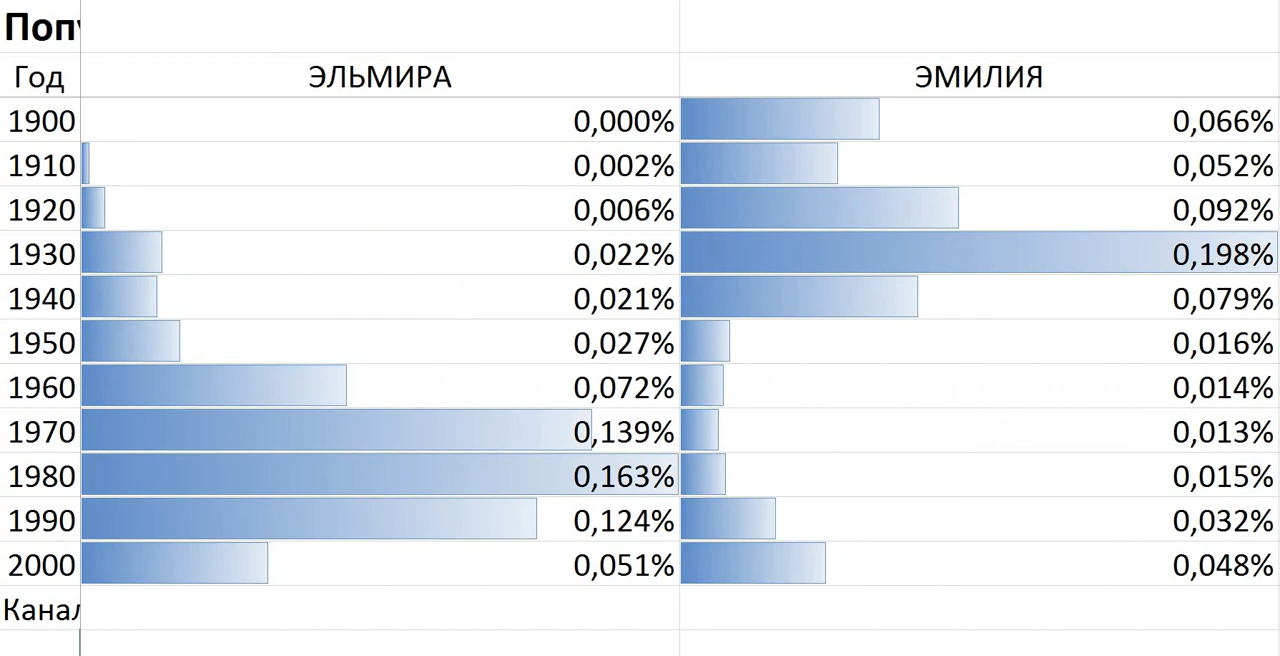 Год ЭЛЬМИРА ЭМИЛИЯ
1900 0,000% 0,066%
1910 0,002% 0,052%
1920 0,006% 0,092%
1930 0,022% 0,198%
1940 0,021% 0,079%
1950 0,027% 0,016%
1960 0,072% 0,014%
1970 0,139% 0,013%
1980 0,163% 0,015%
1990 0,124% 0,032%
2000 0,051% 0,048%
Канал